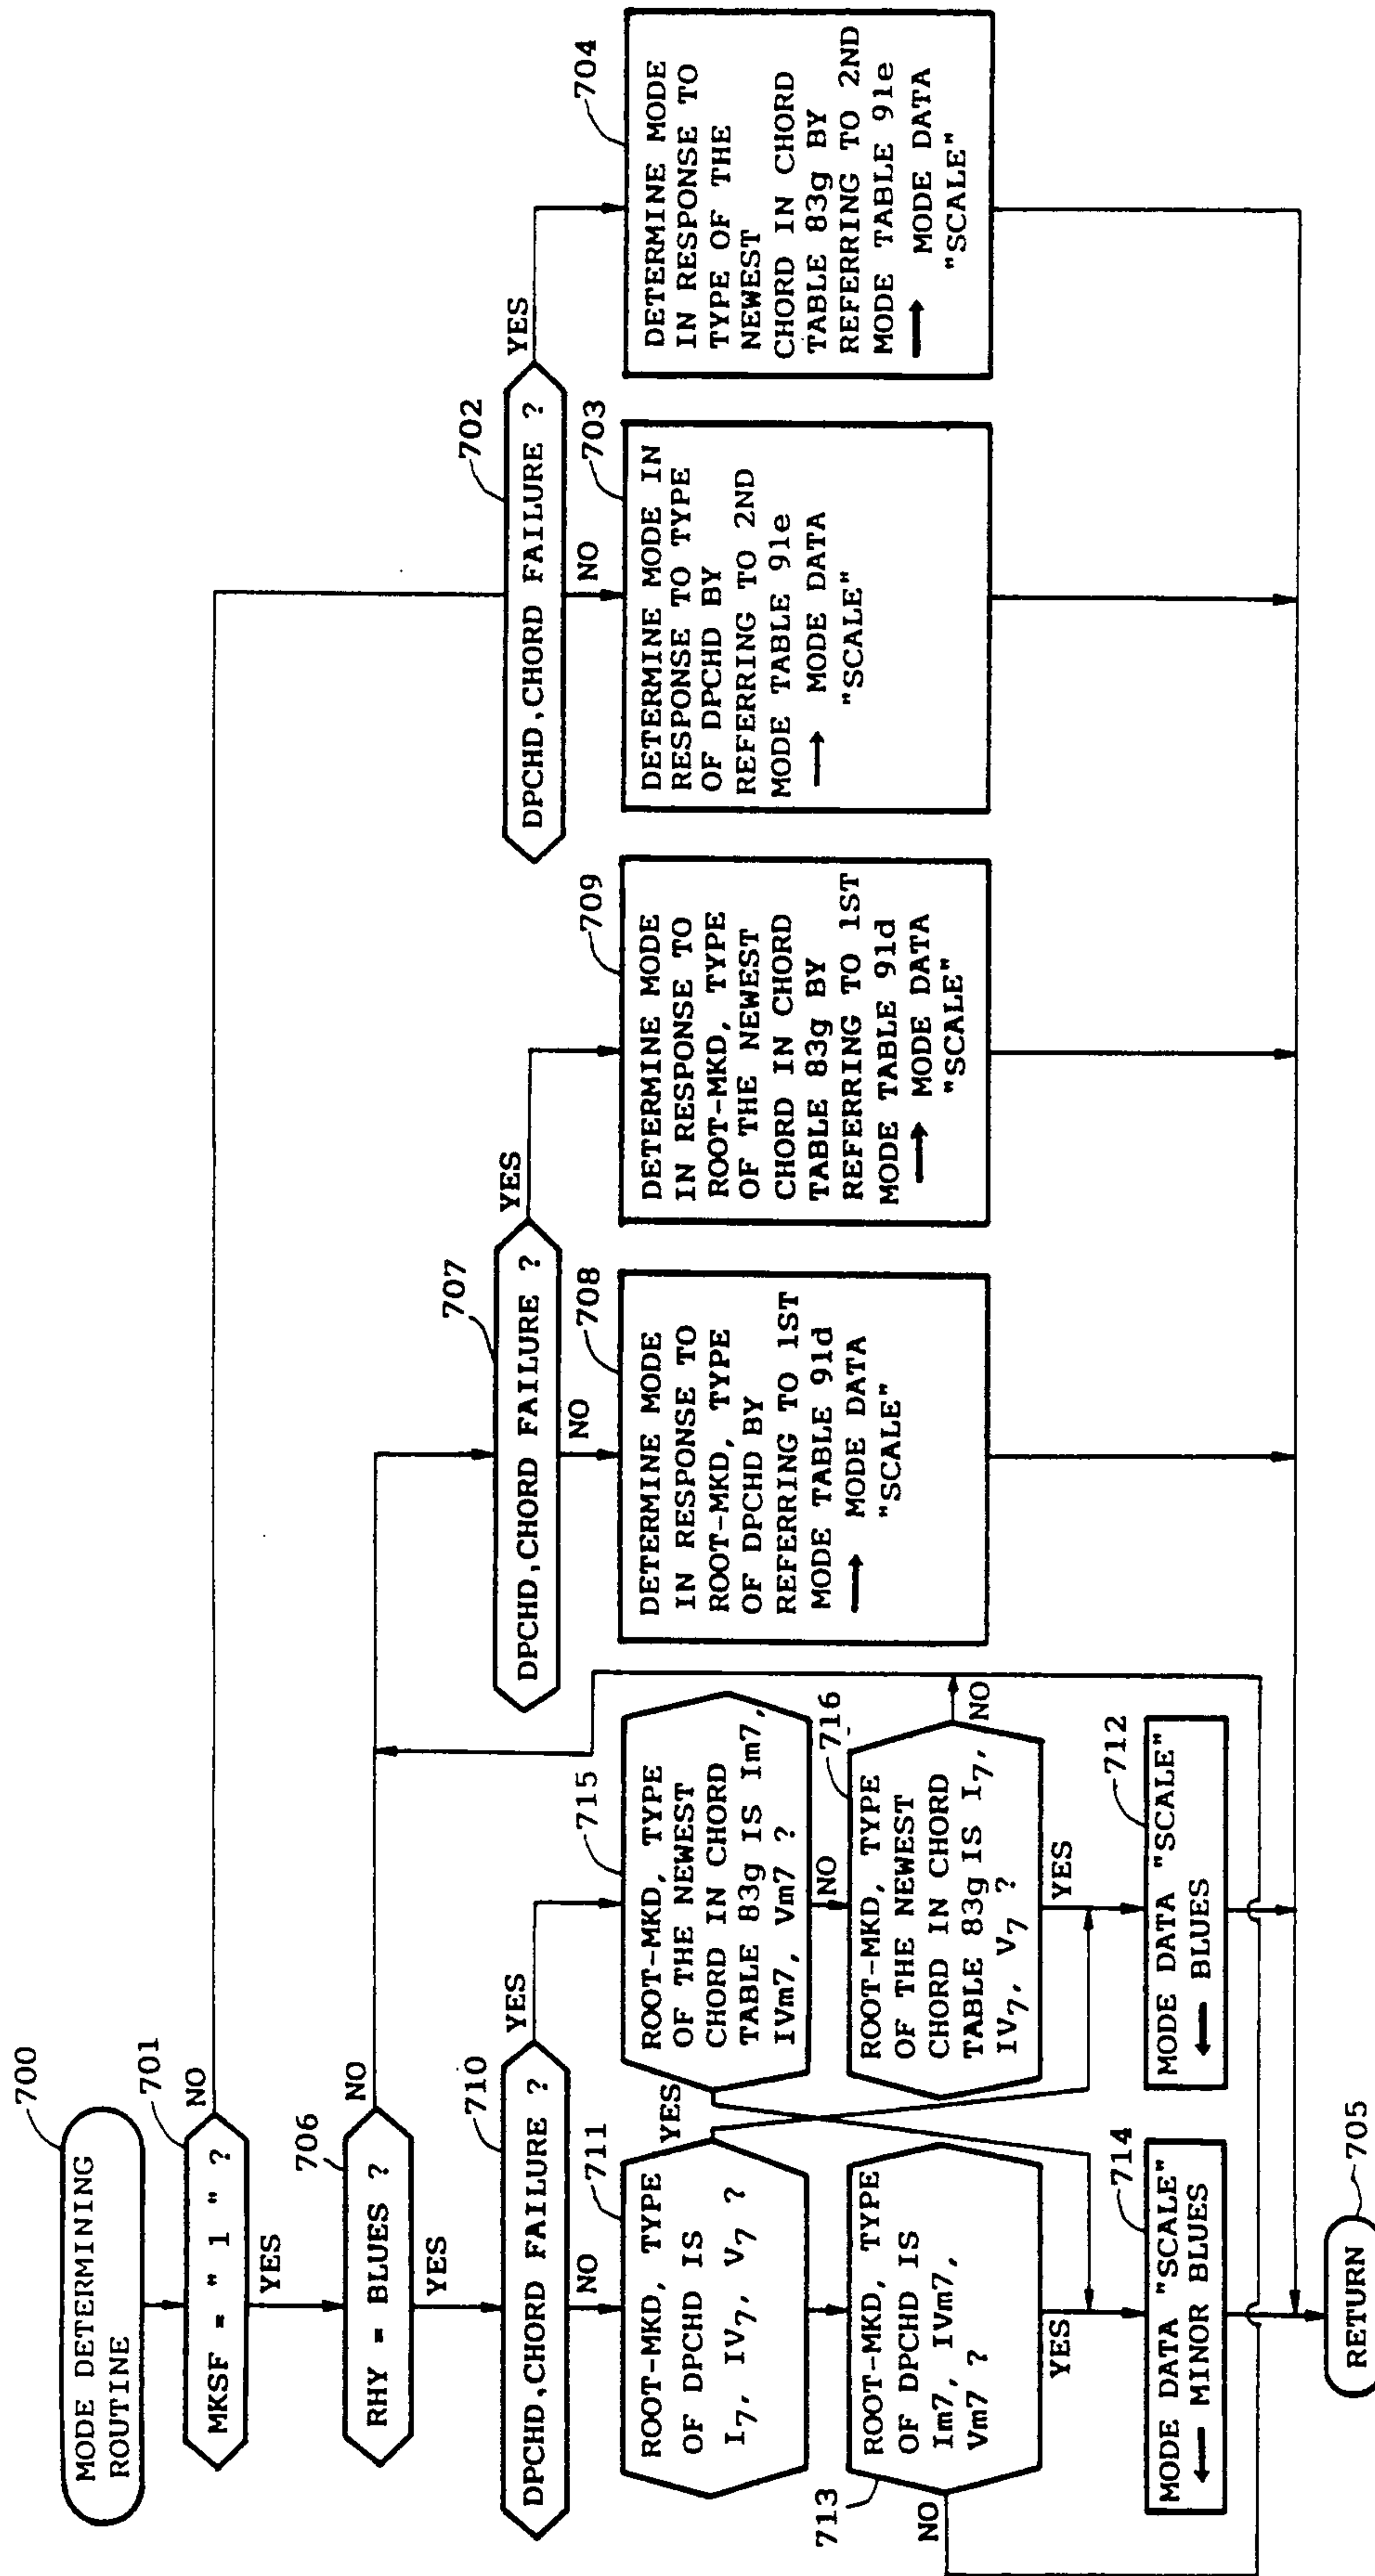 700
MODE DETERMINING
ROUTINE
701
MKSF = " 1 " ?
NO
YES
706
RHY = BLUES ?
NO
YES
710
DPCHD,CHORD FAILURE ?
YES
NO
711
ROOT-MKD, TYPE
OF DPCHD IS
I7, IV7, V7 ?
YES
713
ROOT-MKD, TYPE
OF DPCHD IS
Im7, IVm7,
Vm7 ?
NO
YES
714
MODE DATA "SCALE"
← MINOR BLUES
RETURN
705
715
ROOT-MKD, TYPE
OF THE NEWEST
CHORD IN CHORD
TABLE 83g IS Im7,
IVm7, Vm7 ?
NO
716
ROOT-MKD, TYPE
OF THE NEWEST
CHORD IN CHORD
TABLE 83g IS I7,
IV7, V7 ?
NO
YES
712
MODE DATA "SCALE"
← BLUES
707
DPCHD,CHORD FAILURE ?
YES
NO
708
DETERMINE MODE
IN RESPONSE TO
ROOT-MKD, TYPE
OF DPCHD BY
REFERRING TO 1ST
MODE TABLE 91d
→ MODE DATA
"SCALE"
709
DETERMINE MODE
IN RESPONSE TO
ROOT-MKD, TYPE
OF THE NEWEST
CHORD IN CHORD
TABLE 83g BY
REFERRING TO 1ST
MODE TABLE 91d
→ MODE DATA
"SCALE"
702
DPCHD,CHORD FAILURE ?
YES
NO
703
DETERMINE MODE IN
RESPONSE TO TYPE
OF DPCHD BY
REFERRING TO 2ND
MODE TABLE 91e
→ MODE DATA
"SCALE"
704
DETERMINE MODE
IN RESPONSE TO
TYPE OF THE
NEWEST
CHORD IN CHORD
TABLE 83g BY
REFERRING TO 2ND
MODE TABLE 91e
→ MODE DATA
"SCALE"